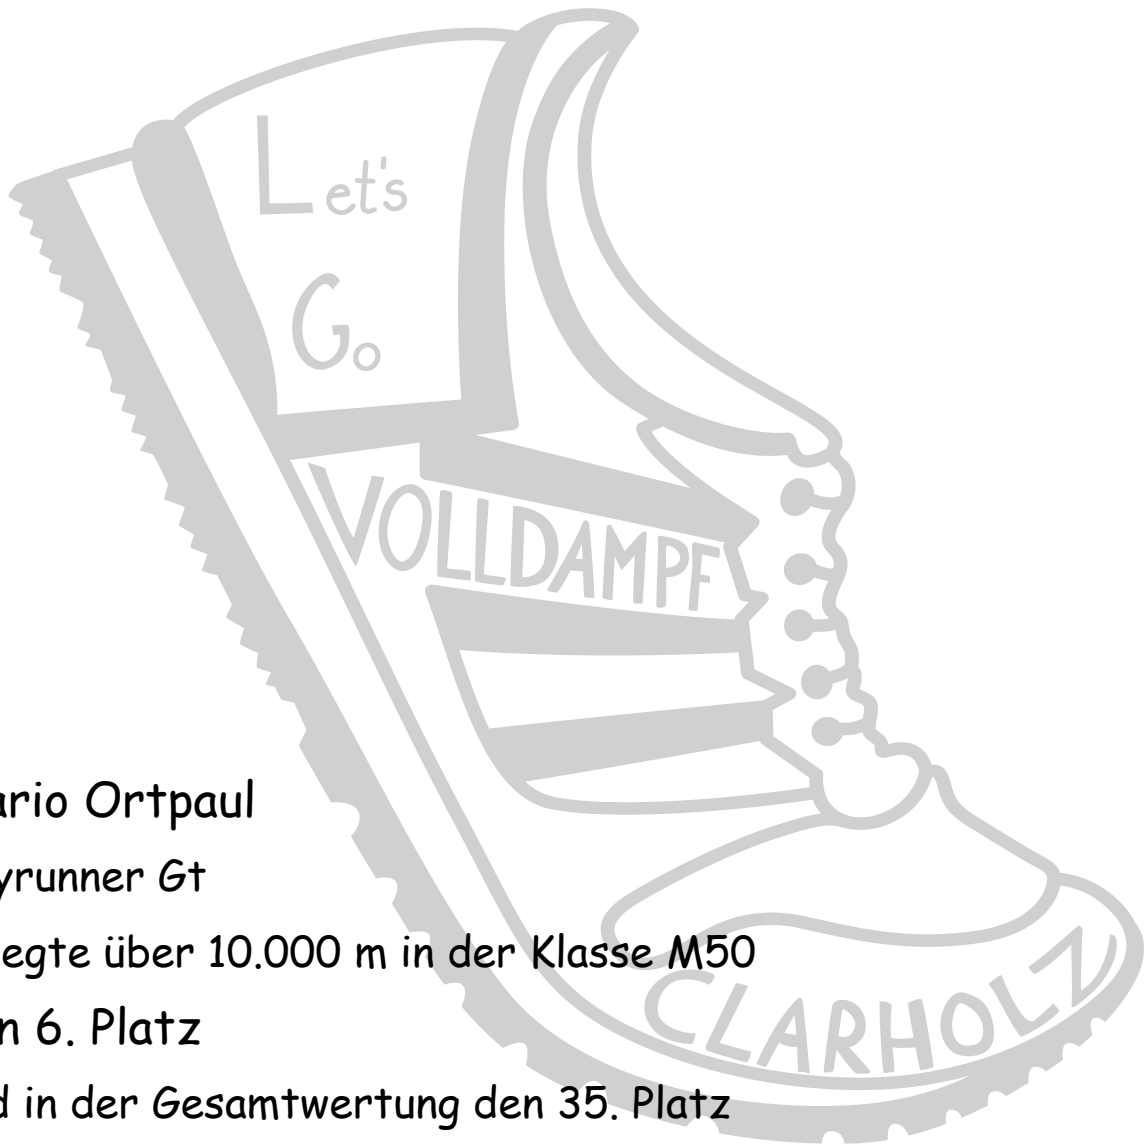 Let's
Go
VOLLDAMPF
ario Ortpaul
yrunner Gt
egte über 10.000 m in der Klasse M50
n 6. Platz
CLARHOLZ
d in der Gesamtwertung den 35. Platz